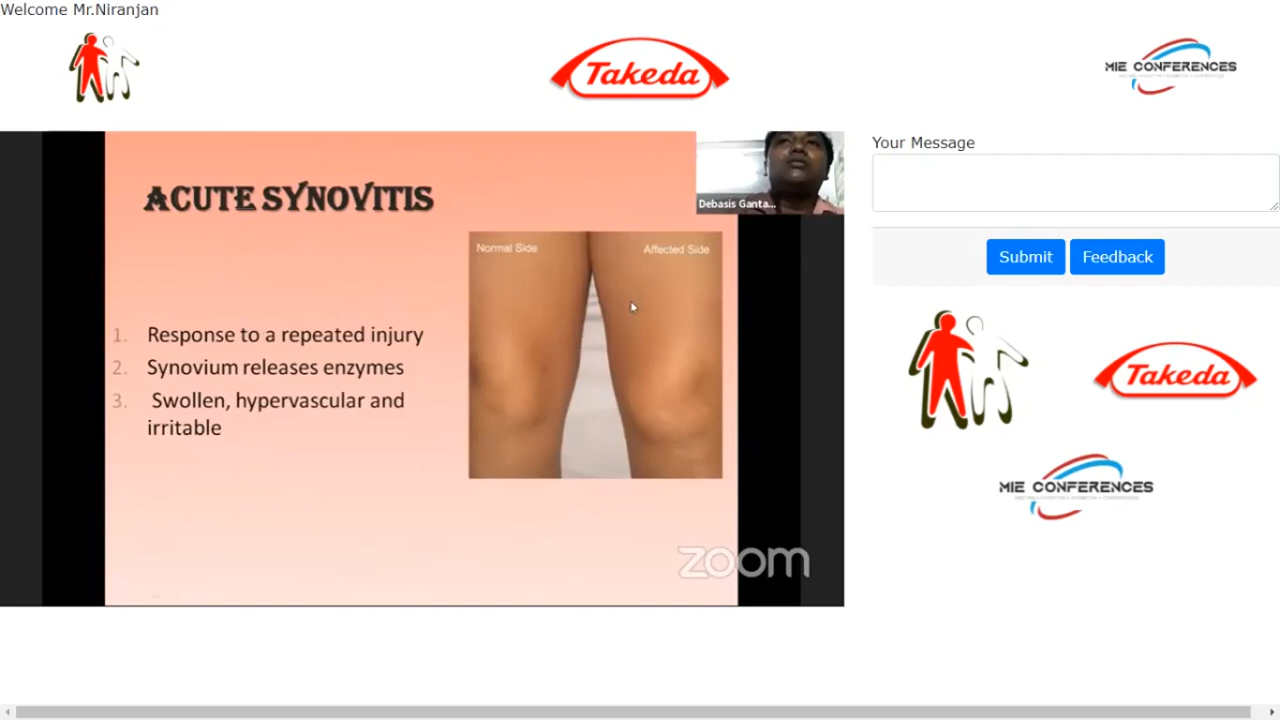 Welcome Mr.Niranjan
Takeda
MIE CONFERENCES
Debasis Ganta...
Your Message
ACUTE SYNOVITIS
Normal Side
Affected Side
1. Response to a repeated injury
2. Synovium releases enzymes
3. Swollen, hypervascular and
irritable
zoom
Submit
Feedback
Takeda
MIE CONFERENCES